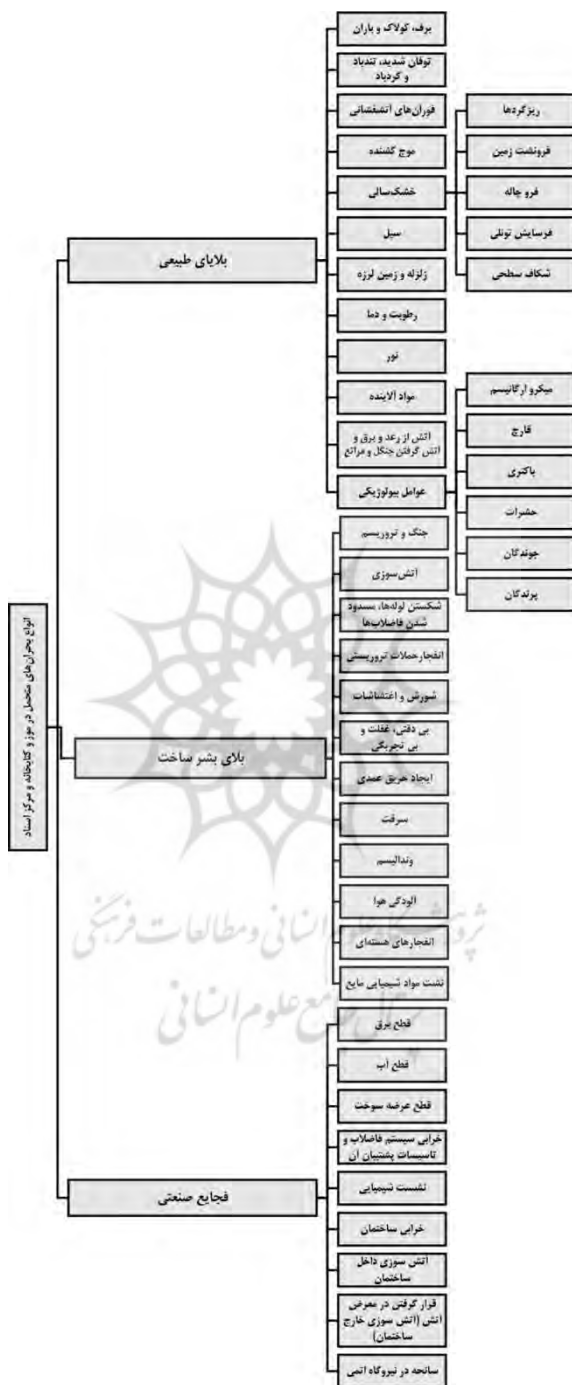 انواع بحران‌های محتمل در موز و کتابخانه و مرکز اسناد
بلایای طبیعی
برف، کولاک و باران
توفان شدید، تندباد
و گردباد
فوران‌های آتشفشانی
موج کشنده
خشکسالی
ریزگردها
فرونشست زمین
فرو چاله
فرسایش تونلی
شکاف سطحی
سیل
زلزله و زمین لرزه
رطوبت و دما
نور
مواد آلاینده
آتش از رعد و برق و
آتش گرفتن جنگل و مراتع
عوامل بیولوژیکی
میکرو ارگانیسم
قارچ
باکتری
حشرات
جوندگان
پرندگان
بلای بشر ساخت
جنگ و تروریسم
آتش‌سوزی
شکستن لوله‌ها، مسدود
شدن فاضلاب‌ها
انفجارحملات تروریستی
شورش و اغتشاشات
بی دقتی، غفلت و
بی تجربگی
ایجاد حریق عمدی
سرقت
وندالیسم
آلودگی هوا
انفجارهای هسته‌ای
نشت مواد شیمیایی مایع
فجایع صنعتی
قطع برق
قطع آب
قطع عرضه سوخت
خرابی سیستم فاضلاب و
تاسیسات پشتیبان آن
نشست شیمیایی
خرابی ساختمان
آتش سوزی داخل
ساختمان
قرار گرفتن در معرض
آتش (آتش سوزی خارج
ساختمان)
سانحه در نیروگاه اتمی
پژوهشگاه علوم انسانی و مطالعات فرهنگی
پرتال جامع علوم انسانی